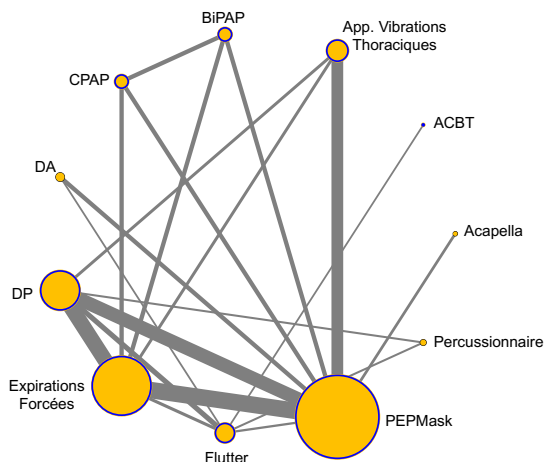 BiPAP
App. Vibrations
Thoraciques
CPAP
ACBT
DA
Acapella
DP
Percussionnaire
Expirations
Forcées
PEPMask
Flutter